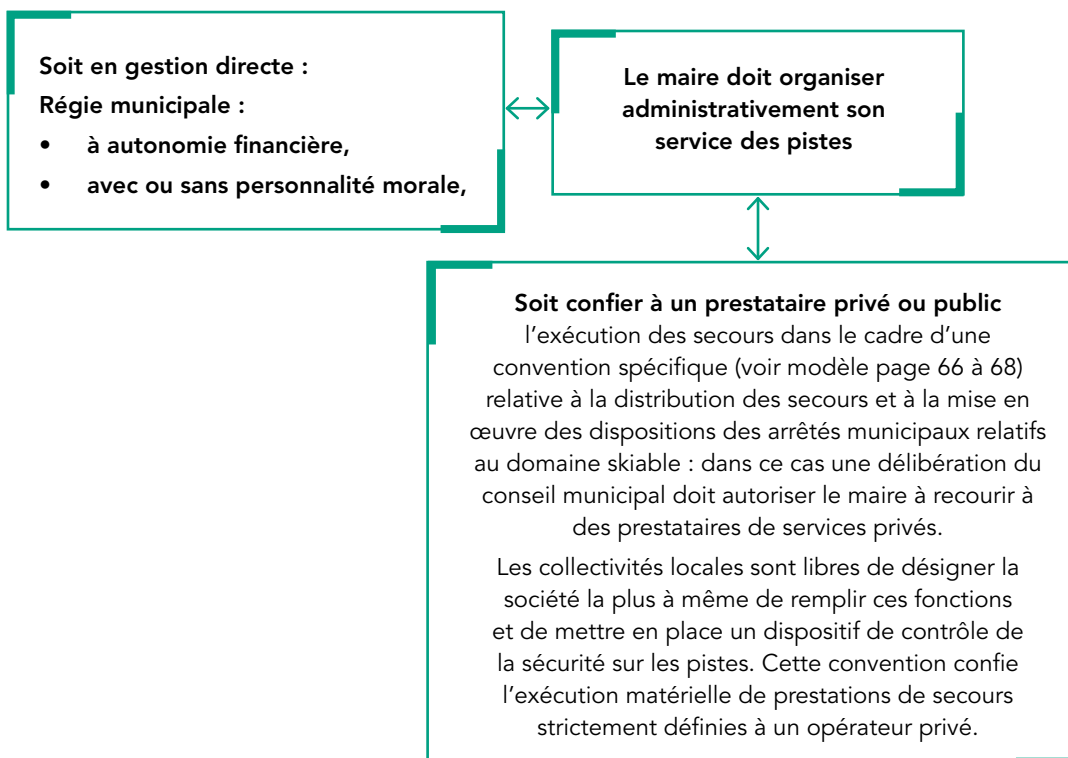 Soit en gestion directe :
Régie municipale :
• à autonomie financière,
• avec ou sans personnalité morale,
Le maire doit organiser
administrativement son
service des pistes
Soit confier à un prestataire privé ou public
l’exécution des secours dans le cadre d’une
convention spécifique (voir modèle page 66 à 68)
relative à la distribution des secours et à la mise en
œuvre des dispositions des arrêtés municipaux relatifs
au domaine skiable : dans ce cas une délibération du
conseil municipal doit autoriser le maire à recourir à
des prestataires de services privés.
Les collectivités locales sont libres de désigner la
société la plus à même de remplir ces fonctions
et de mettre en place un dispositif de contrôle de
la sécurité sur les pistes. Cette convention confie
l’exécution matérielle de prestations de secours
strictement définies à un opérateur privé.